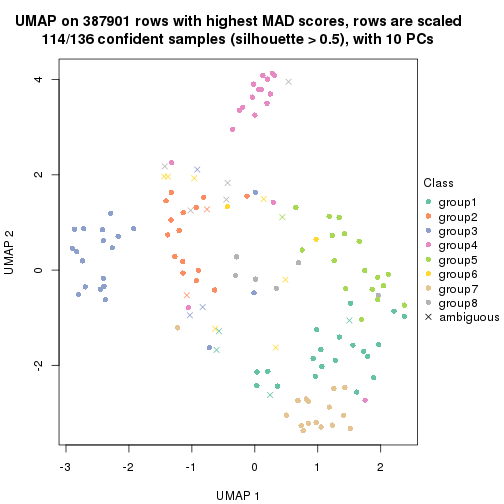 UMAP on 387901 rows with highest MAD scores, rows are scaled
114/136 confident samples (silhouette > 0.5), with 10 PCs
4
2
0
-2
-3
-2
-1
0
1
2
UMAP 1
UMAP 2
Class
group1
group2
group3
group4
group5
group6
group7
group8
ambiguous